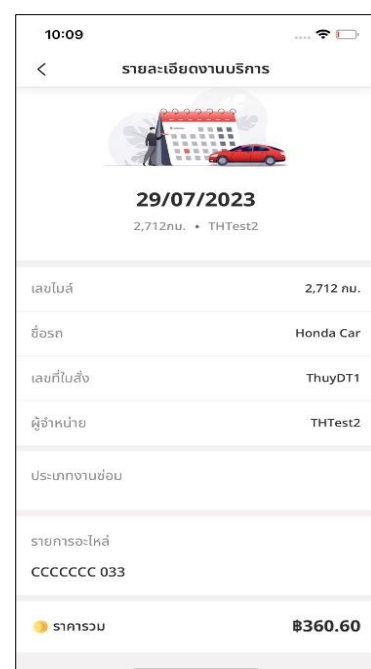 10:09
รายละเอียดงานบริการ
29/07/2023
2,712กม. • THTest2
เลขไมล์ 2,712 กม.
ชื่อรถ Honda Car
เลขที่ใบสั่ง ThuyDT1
ผู้จำหน่าย THTest2
ประเภทงานซ่อม
รายการอะไหล่
CCCCCCC 033
ราคารวม ฿360.60